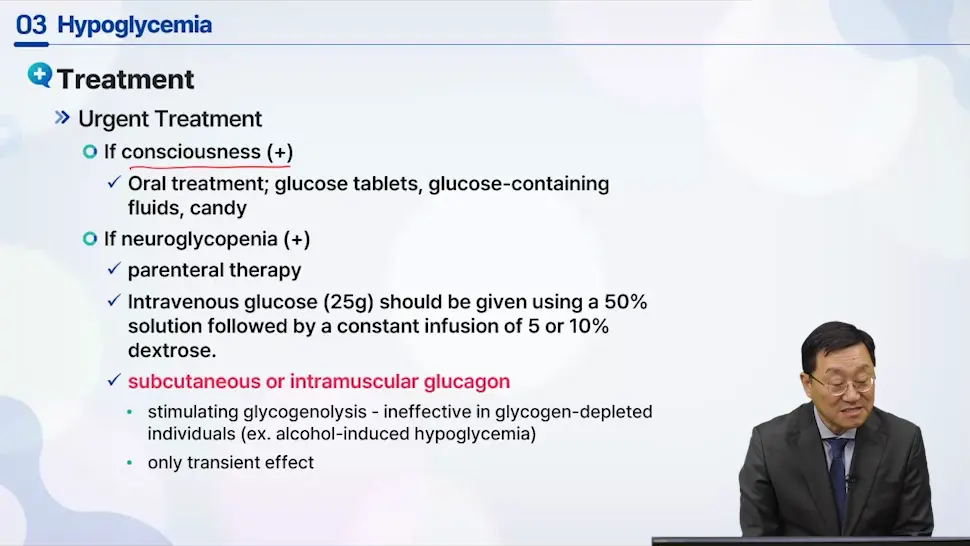 03 Hypoglycemia
Treatment
Urgent Treatment
If consciousness (+)
Oral treatment; glucose tablets, glucose-containing
fluids, candy
If neuroglycopenia (+)
parenteral therapy
Intravenous glucose (25g) should be given using a 50%
solution followed by a constant infusion of 5 or 10%
dextrose.
subcutaneous or intramuscular glucagon
stimulating glycogenolysis - ineffective in glycogen-depleted
individuals (ex. alcohol-induced hypoglycemia)
only transient effect